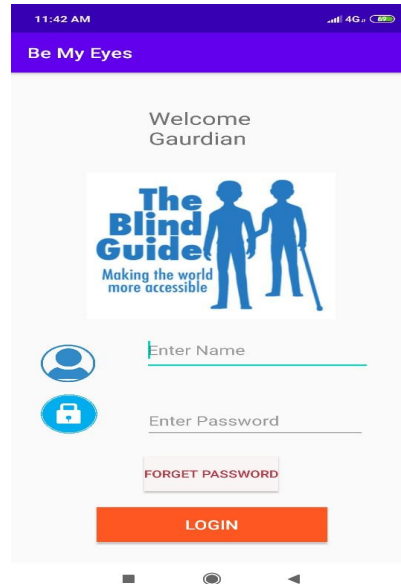 11:42 AM
4G
Be My Eyes
Welcome
Gaurdian
The
Blind
Guide
Making the world
more accessible
Enter Name
Enter Password
FORGET PASSWORD
LOGIN